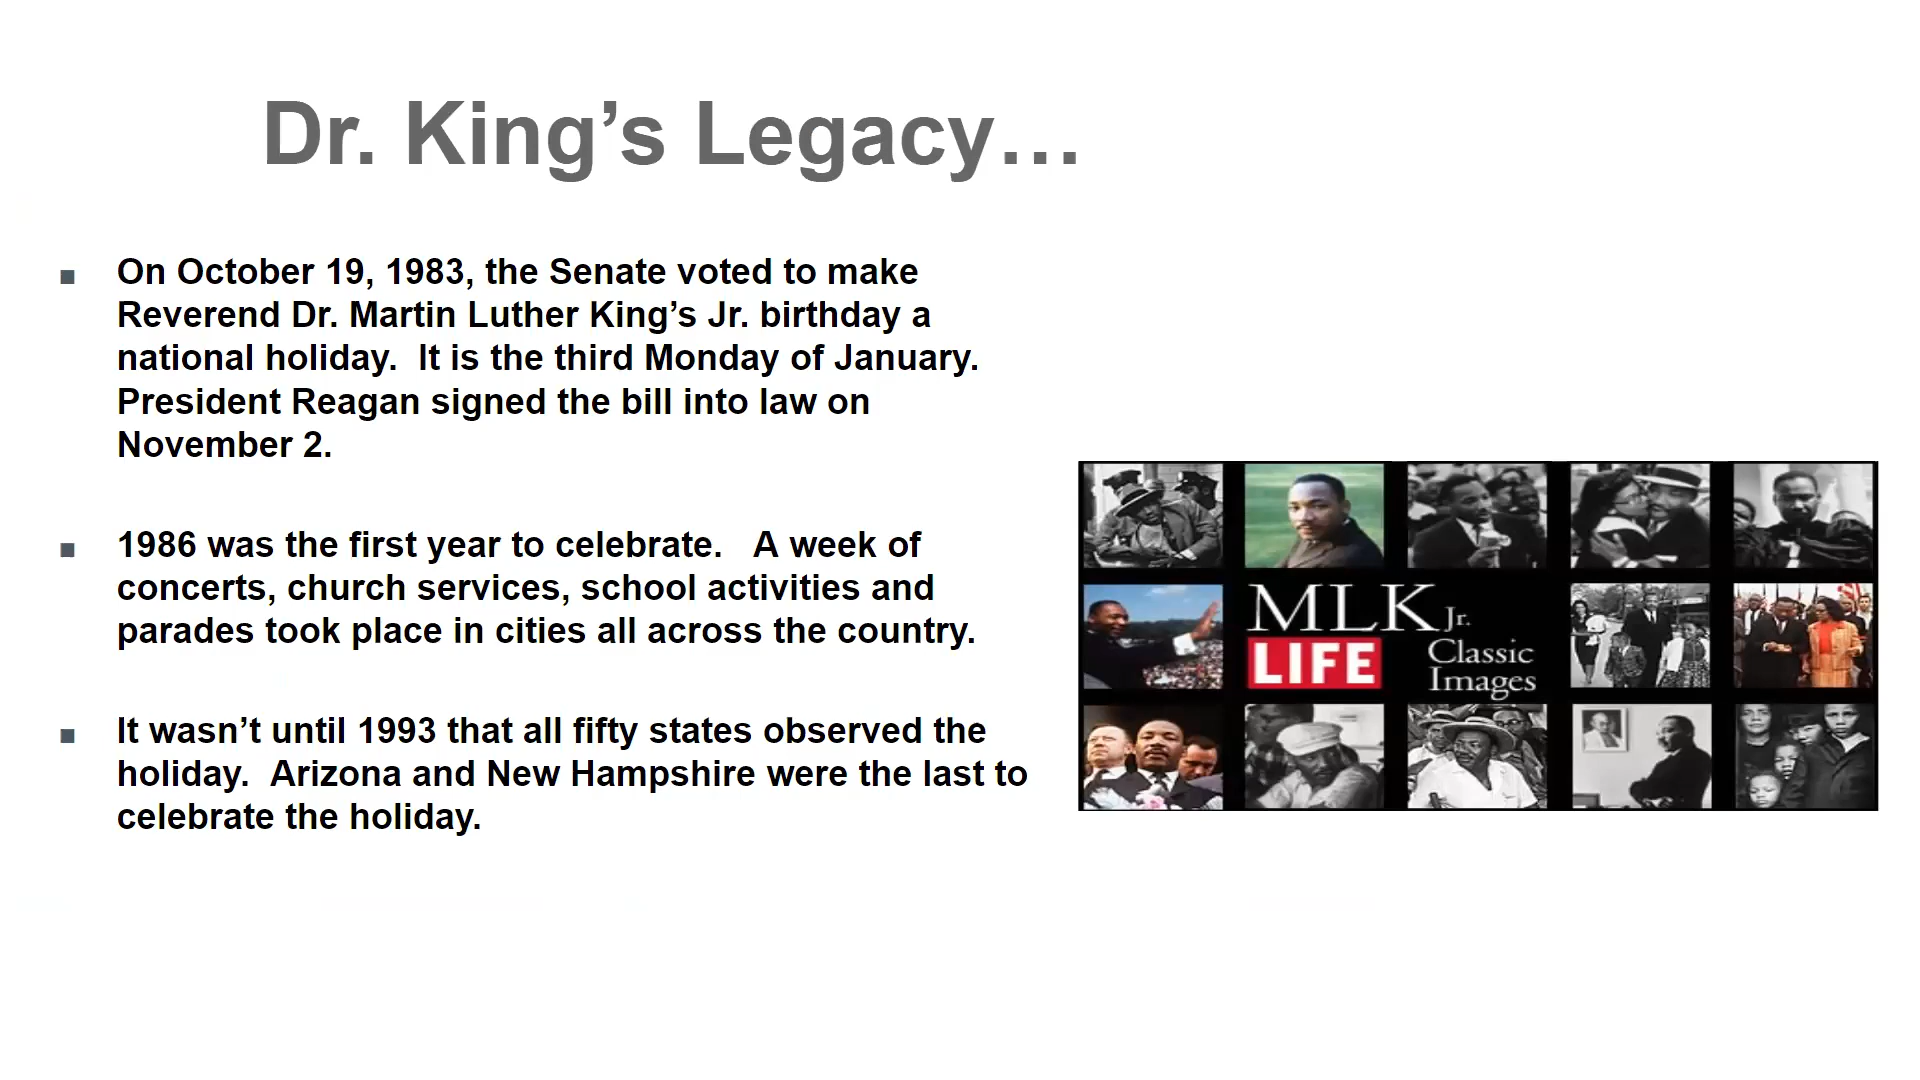 Dr. King’s Legacy…
■ On October 19, 1983, the Senate voted to make
Reverend Dr. Martin Luther King’s Jr. birthday a
national holiday.  It is the third Monday of January.
President Reagan signed the bill into law on
November 2.
■ 1986 was the first year to celebrate.   A week of
concerts, church services, school activities and
parades took place in cities all across the country.
■ It wasn’t until 1993 that all fifty states observed the
holiday.  Arizona and New Hampshire were the last to
celebrate the holiday.
MLK Jr.
LIFE Classic
Images